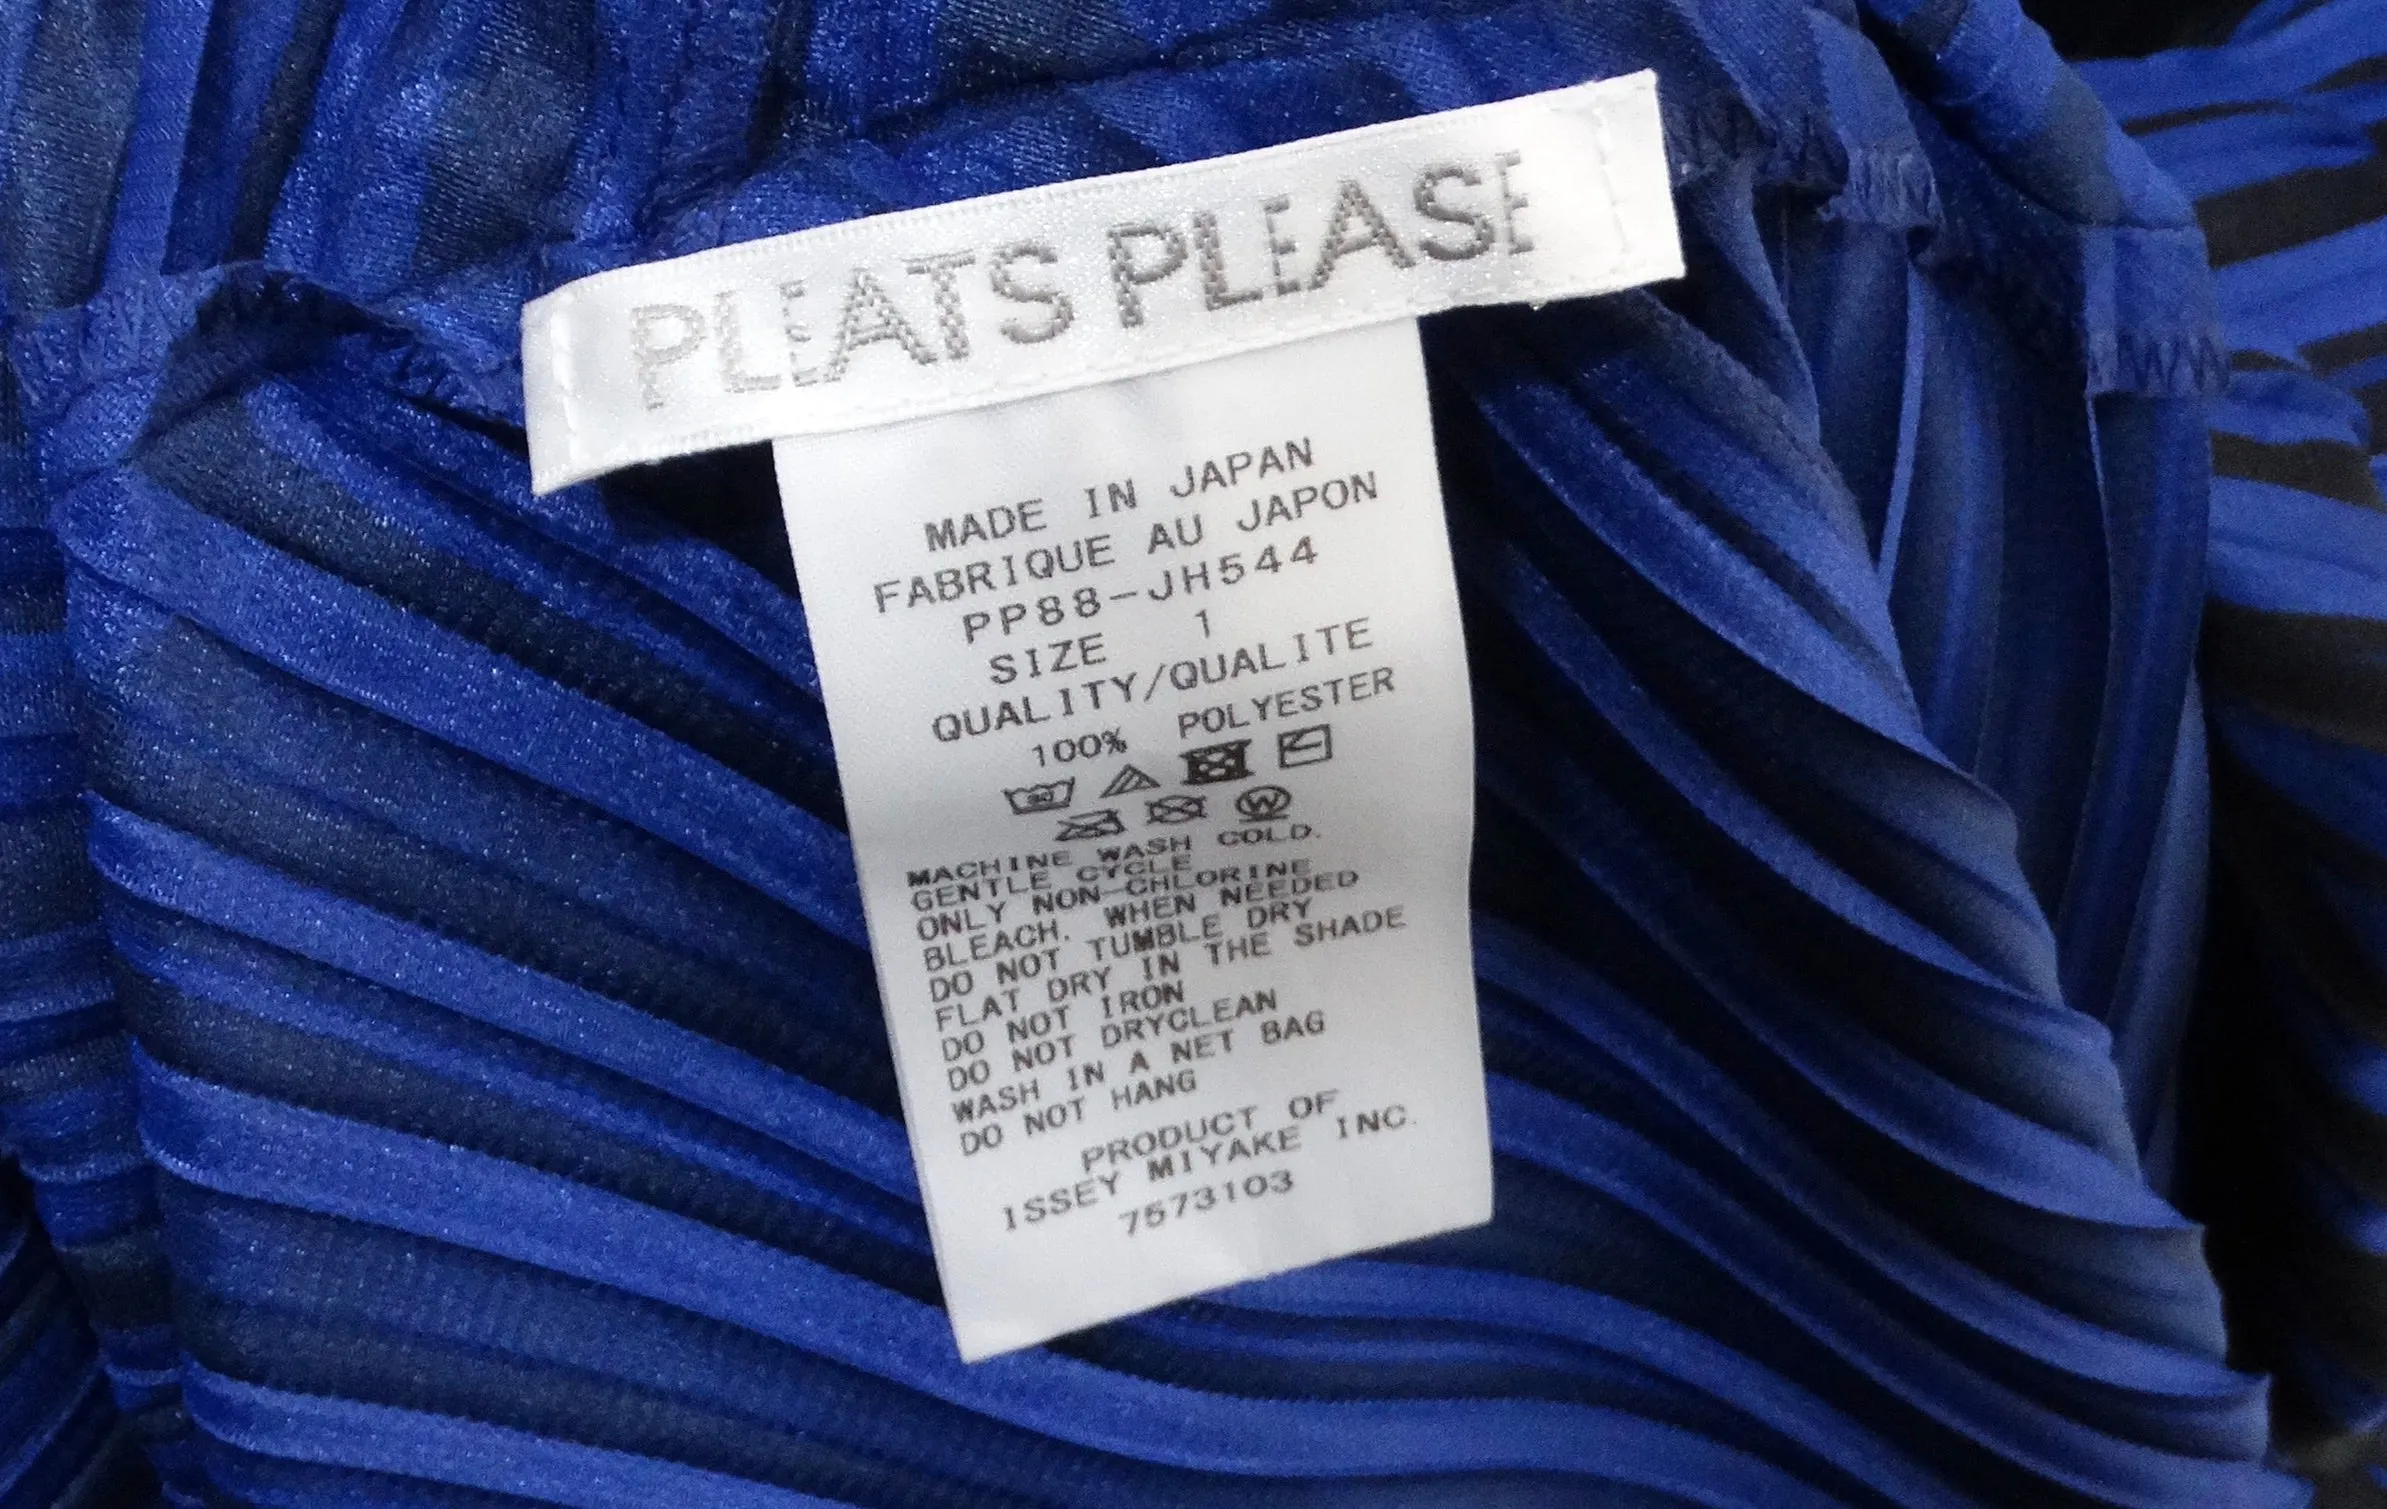 PLEATS PLEASE
MADE IN JAPAN
FABRIQUE AU JAPON
PP88-JH544
SIZE 1
QUALITY/QUALITE
100% POLYESTER
30
W
MACHINE WASH COLD.
GENTLE CYCLE
ONLY NON-CHLORINE
BLEACH. WHEN NEEDED
DO NOT TUMBLE DRY
FLAT DRY IN THE SHADE
DO NOT IRON
DO NOT DRYCLEAN
WASH IN A NET BAG
DO NOT HANG
PRODUCT OF
ISSEY MIYAKE INC.
7573103